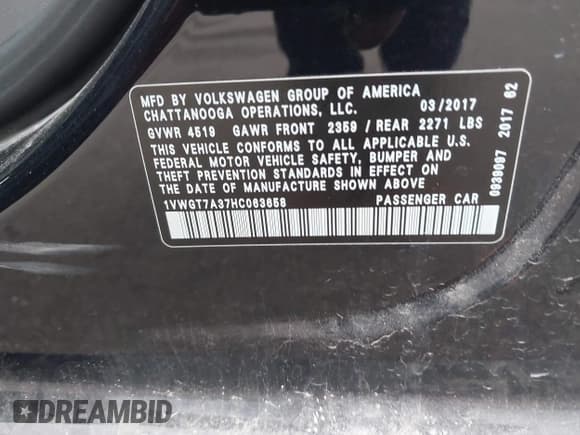 MFD BY VOLKSWAGEN GROUP OF AMERICA
CHATTANOOGA OPERATIONS, LLC. 03/2017
GVWR 4519 GAWR FRONT 2359 / REAR 2271 LBS
THIS VEHICLE CONFORMS TO ALL APPLICABLE U.S.
FEDERAL MOTOR VEHICLE SAFETY, BUMPER AND
THEFT PREVENTION STANDARDS IN EFFECT ON
DATE OF MANUFACTURE SHOWN ABOVE
1VWGT7A37HC063658 PASSENGER CAR
0939097 2017 62
DREAMBID